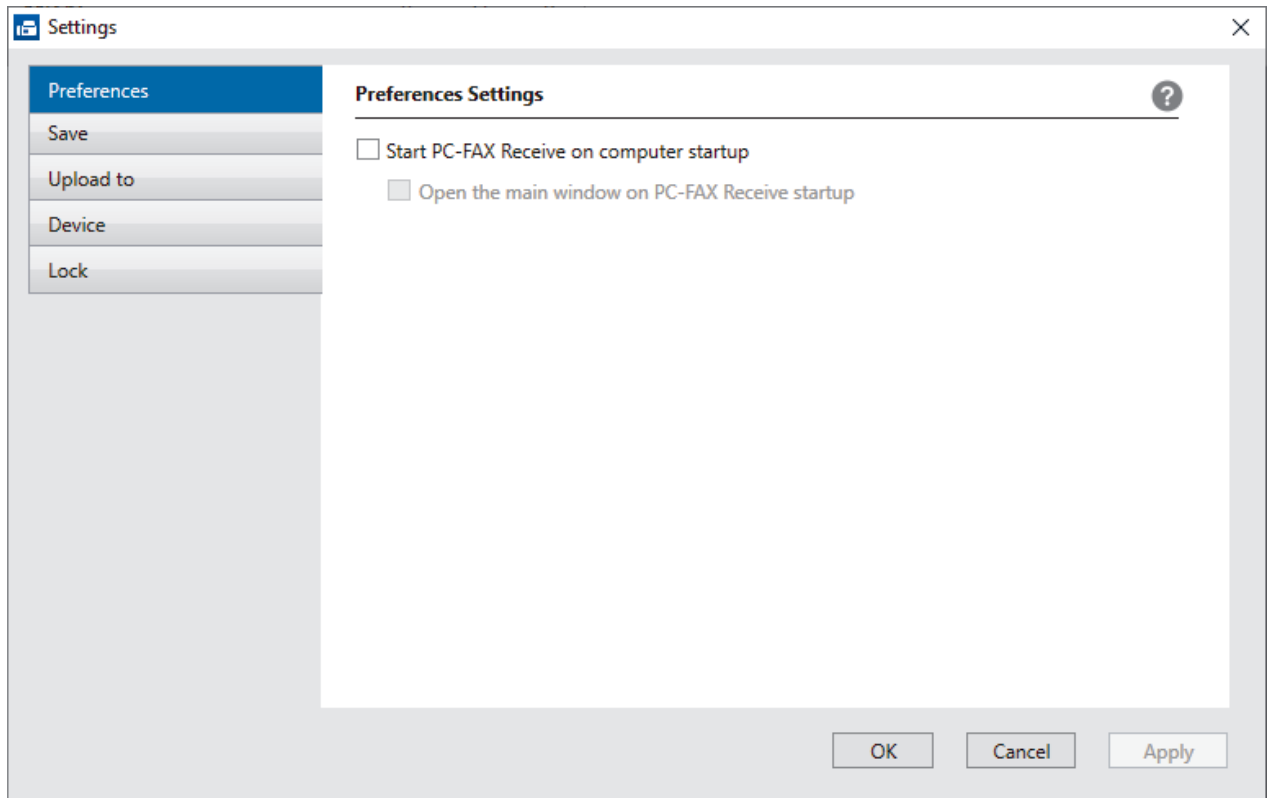 Settings
Preferences
Save
Upload to
Device
Lock
Preferences Settings
?
Start PC-FAX Receive on computer startup
Open the main window on PC-FAX Receive startup
OK
Cancel
Apply